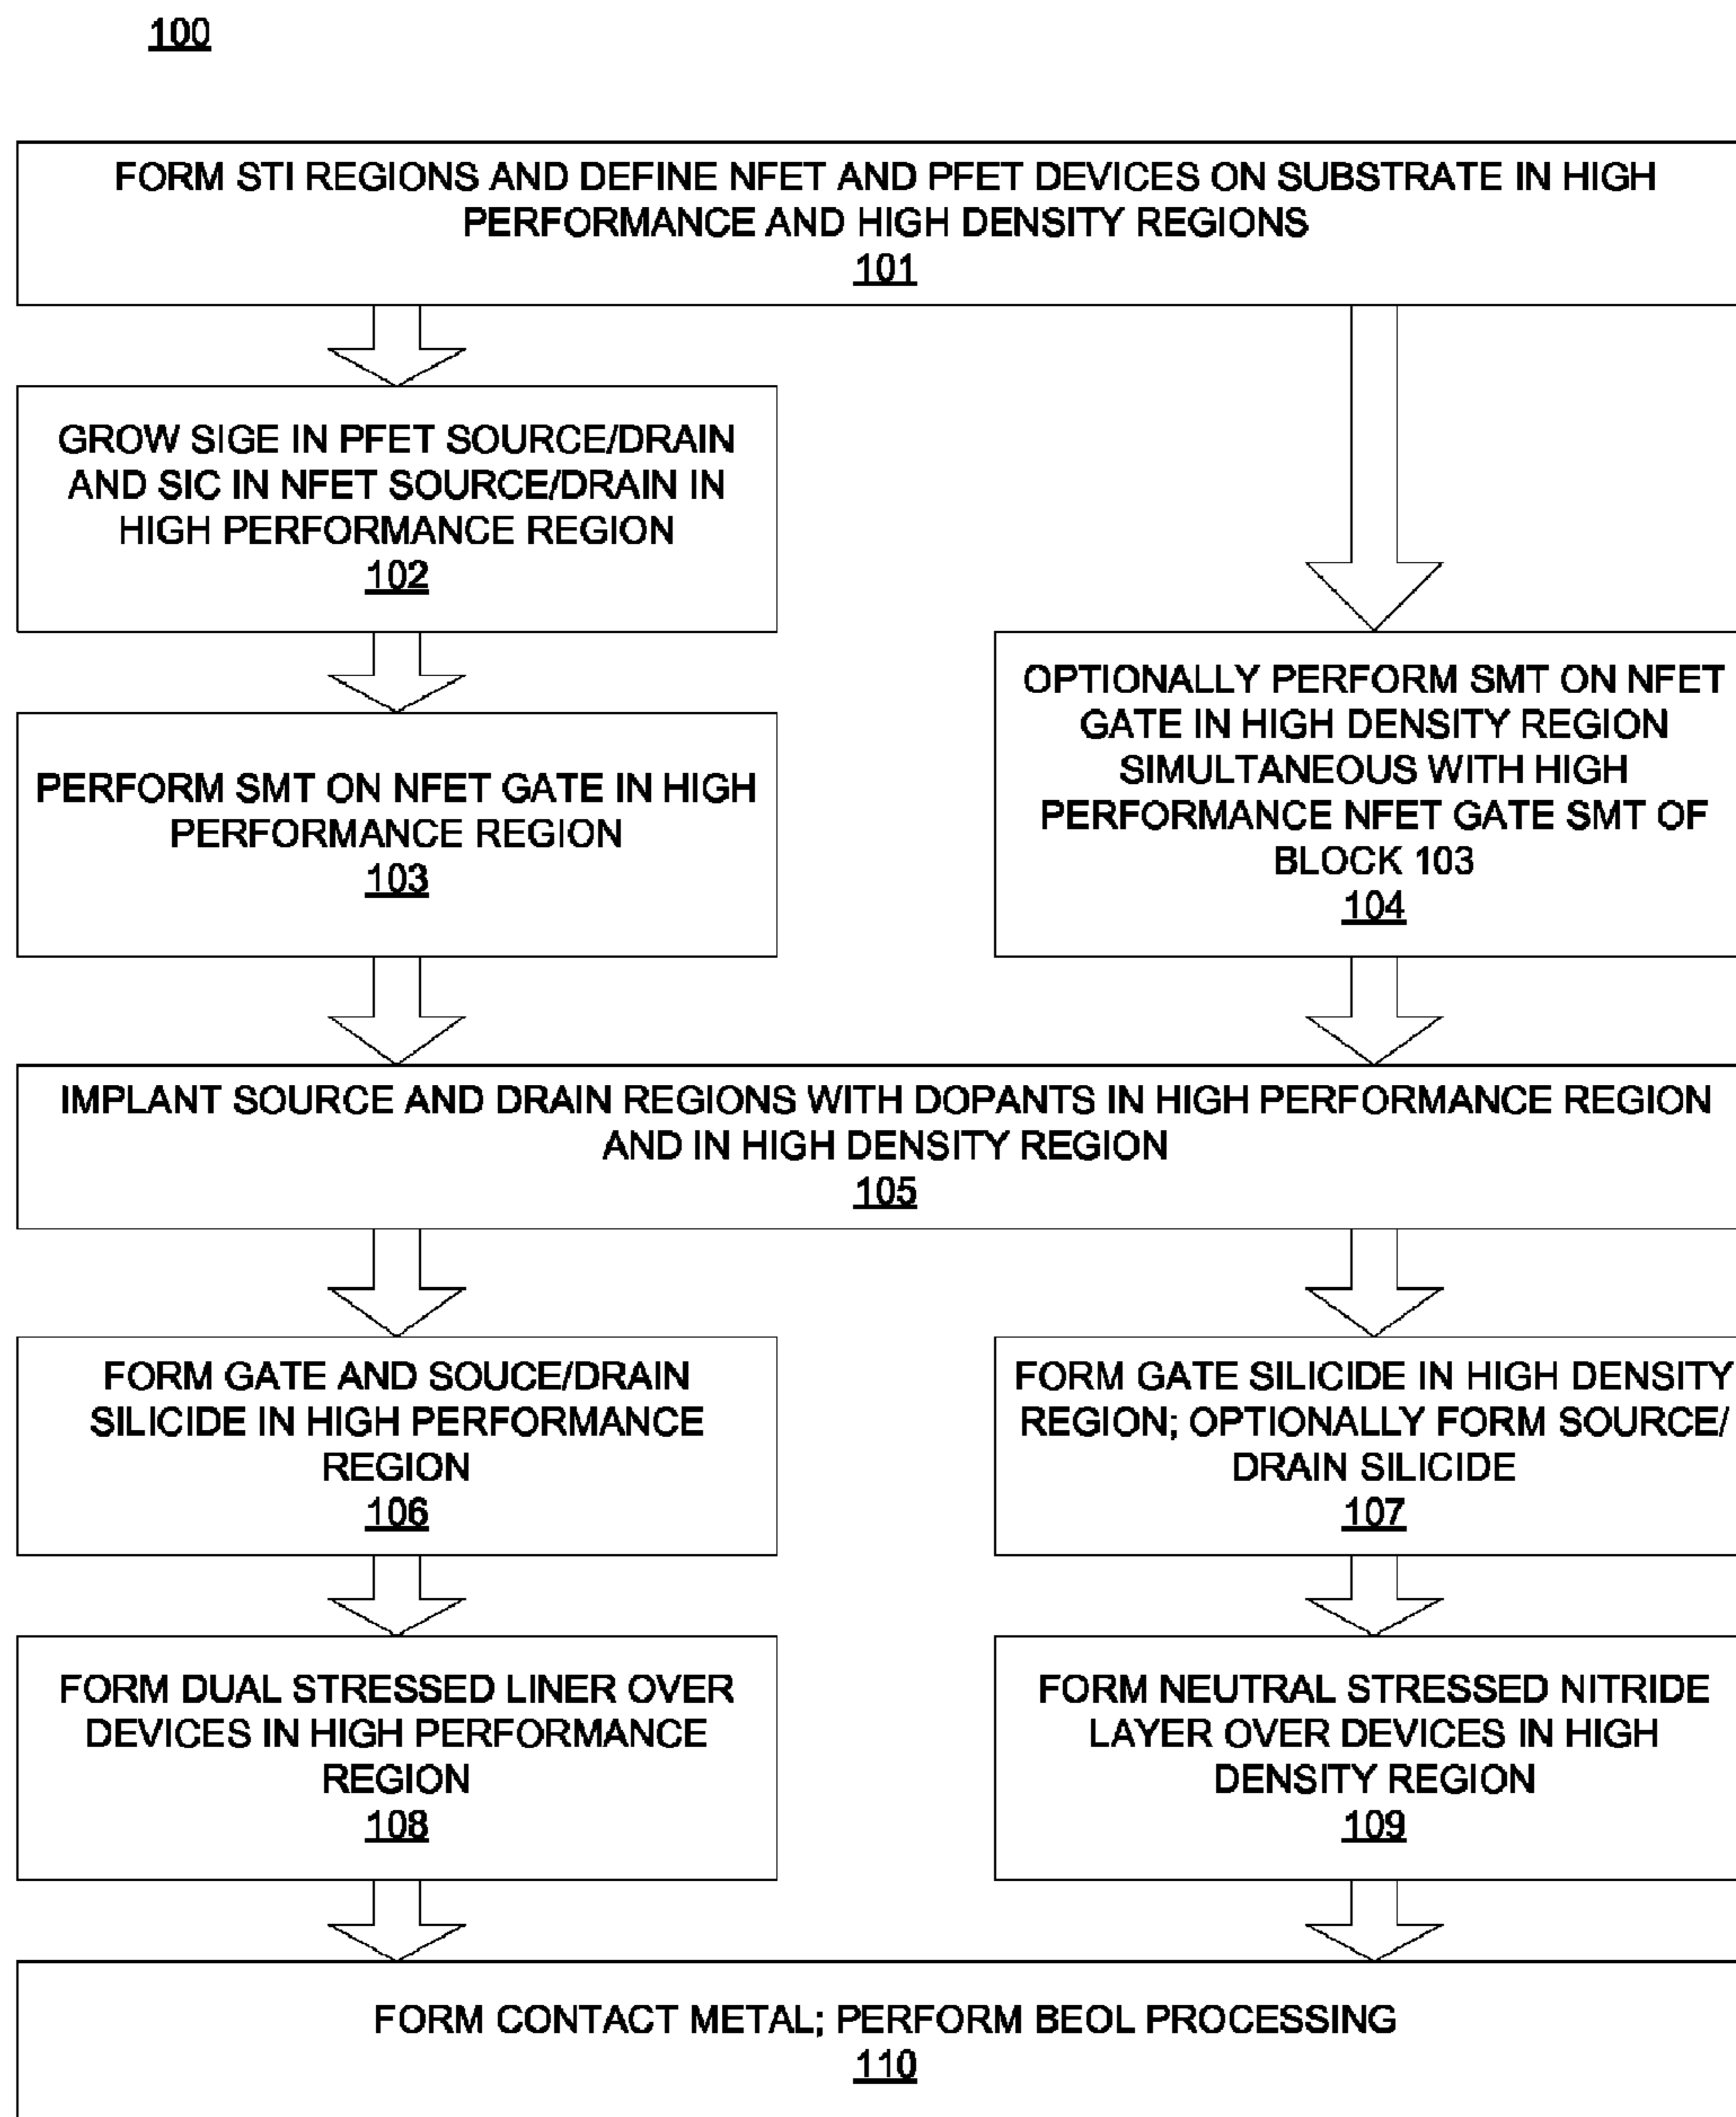 100
FORM STI REGIONS AND DEFINE NFET AND PFET DEVICES ON SUBSTRATE IN HIGH
PERFORMANCE AND HIGH DENSITY REGIONS
101
GROW SIGE IN PFET SOURCE/DRAIN
AND SIC IN NFET SOURCE/DRAIN IN
HIGH PERFORMANCE REGION
102
PERFORM SMT ON NFET GATE IN HIGH
PERFORMANCE REGION
103
OPTIONALLY PERFORM SMT ON NFET
GATE IN HIGH DENSITY REGION
SIMULTANEOUS WITH HIGH
PERFORMANCE NFET GATE SMT OF
BLOCK 103
104
IMPLANT SOURCE AND DRAIN REGIONS WITH DOPANTS IN HIGH PERFORMANCE REGION
AND IN HIGH DENSITY REGION
105
FORM GATE AND SOUCE/DRAIN
SILICIDE IN HIGH PERFORMANCE
REGION
106
FORM GATE SILICIDE IN HIGH DENSITY
REGION; OPTIONALLY FORM SOURCE/
DRAIN SILICIDE
107
FORM DUAL STRESSED LINER OVER
DEVICES IN HIGH PERFORMANCE
REGION
108
FORM NEUTRAL STRESSED NITRIDE
LAYER OVER DEVICES IN HIGH
DENSITY REGION
109
FORM CONTACT METAL; PERFORM BEOL PROCESSING
110